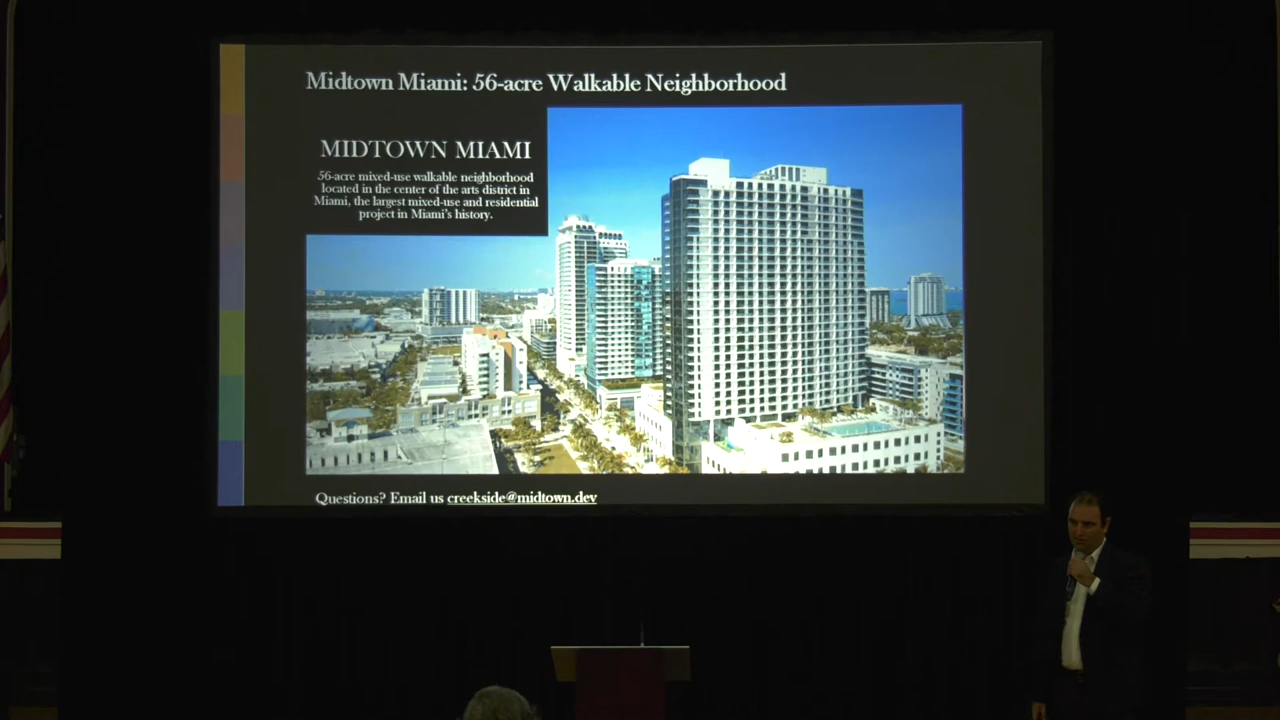 Midtown Miami: 56-acre Walkable Neighborhood
MIDTOWN MIAMI
56-acre mixed-use walkable neighborhood
located in the center of the arts district in
Miami, the largest mixed-use and residential
project in Miami's history.
Questions? Email us creekside@midtown.dev